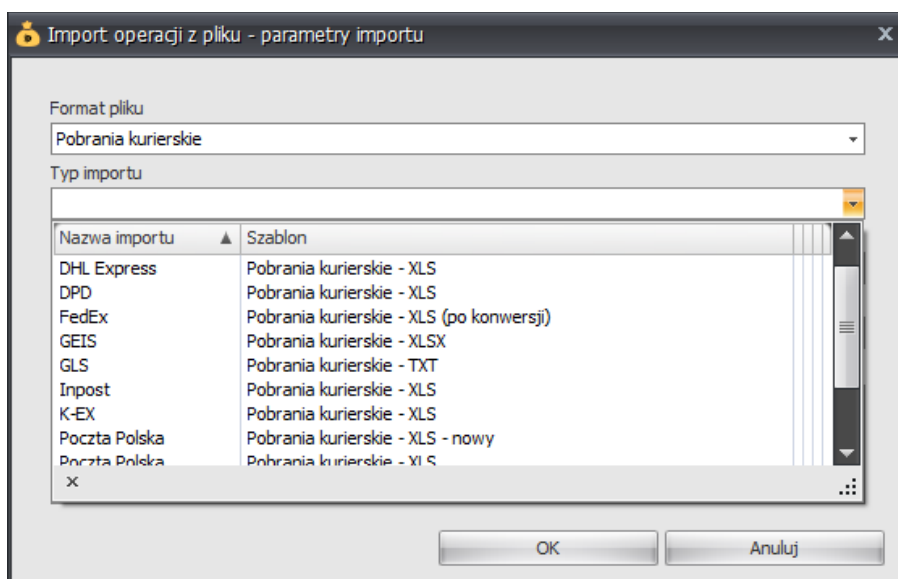 Import operacji z pliku - parametry importu
Format pliku
Pobrania kurierskie
Typ importu
Nazwa importu Szablon
DHL Express Pobrania kurierskie - XLS
DPD Pobrania kurierskie - XLS
FedEx Pobrania kurierskie - XLS (po konwersji)
GEIS Pobrania kurierskie - XLSX
GLS Pobrania kurierskie - TXT
Inpost Pobrania kurierskie - XLS
K-EX Pobrania kurierskie - XLS
Poczta Polska Pobrania kurierskie - XLS - nowy
Poczta Polska Pobrania kurierskie - XLS
OK Anuluj